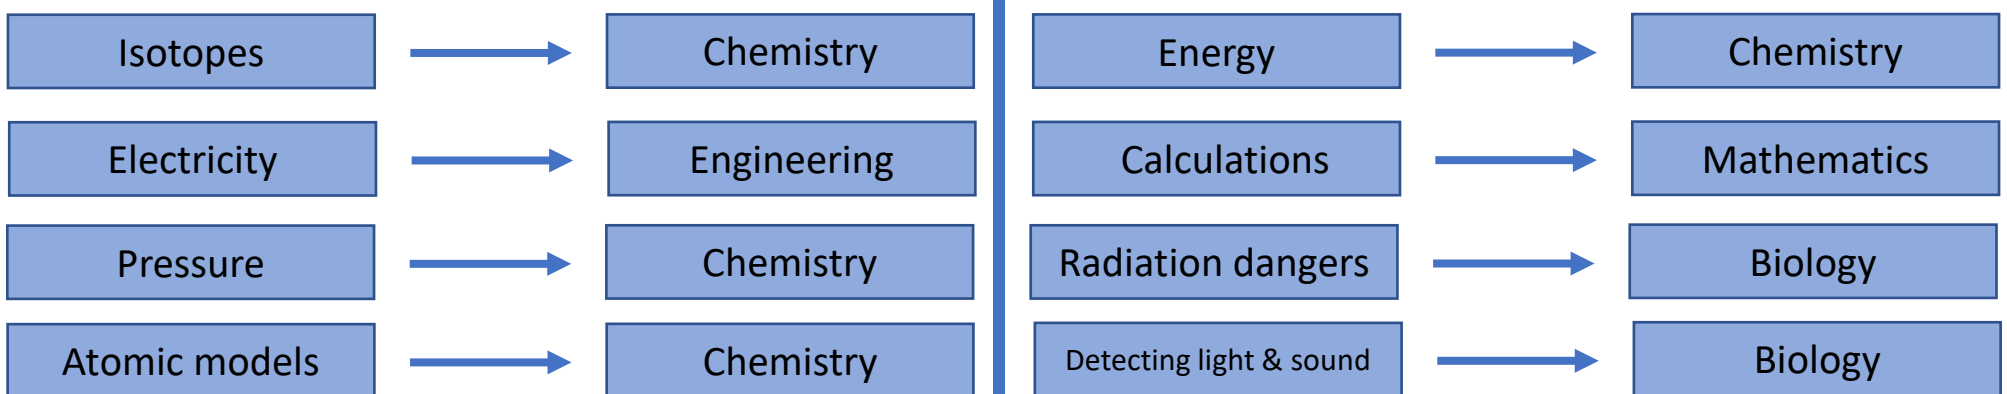 Isotopes
Chemistry
Electricity
Engineering
Pressure
Chemistry
Atomic models
Chemistry
Energy
Chemistry
Calculations
Mathematics
Radiation dangers
Biology
Detecting light & sound
Biology